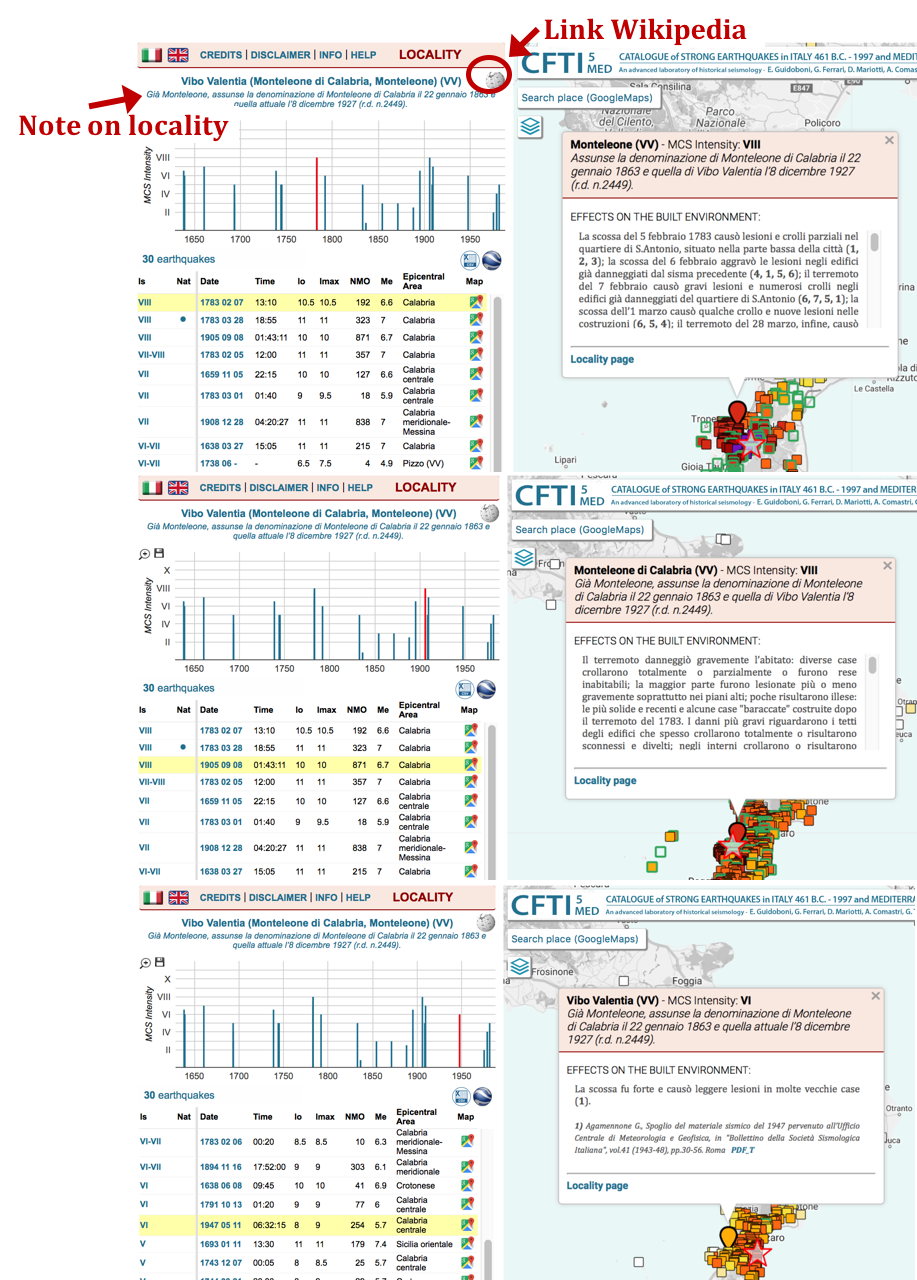 Link Wikipedia
CREDITS | DISCLAIMER | INFO | HELP LOCALITY
Vibo Valentia (Monteleone di Calabria, Monteleone) (VV)
Già Monteleone, assunse la denominazione di Monteleone di Calabria il 22 gennaio 1863 e
quella attuale l'8 dicembre 1927 (r.d. n.2449).
Note on locality
MCS Intensity
VIII
VI
IV
II
1650 1700 1750 1800 1850 1900 1950
30 earthquakes
Is Nat Date Time Io Imax NMO Me Epicentral Area Map
VIII 1783 02 07 13:10 10.5 10.5 192 6.6 Calabria
VIII 1783 03 28 18:55 11 11 323 7 Calabria
VIII 1905 09 08 01:43:11 10 10 871 6.7 Calabria
VII-VIII 1783 02 05 12:00 11 11 357 7 Calabria
VII 1659 11 05 22:15 10 10 127 6.6 Calabria centrale
VII 1783 03 01 01:40 9 9.5 18 5.9 Calabria centrale
VII 1908 12 28 04:20:27 11 11 838 7 Calabria meridionale-Messina
VI-VII 1638 03 27 15:05 11 11 215 7 Calabria
VI-VII 1738 06 - - 6.5 7.5 4 4.9 Pizzo (VV)
CFTI 5 MED
CATALOGUE of STRONG EARTHQUAKES in ITALY 461 B.C. - 1997 and MEDITER
An advanced laboratory of historical seismology - E. Guidoboni, G. Ferrari, D. Mariotti, A. Comast
Sala Consilina
E847
Search place (GoogleMaps)
Nazionale
del Cilento,
Parco
Nazionale
Policoro
Monteleone (VV) - MCS Intensity: VIII
Assunse la denominazione di Monteleone di Calabria il 22
gennaio 1863 e quella di Vibo Valentia l'8 dicembre 1927
(r.d. n.2449).
EFFECTS ON THE BUILT ENVIRONMENT:
La scossa del 5 febbraio 1783 causò lesioni e crolli parziali nel
quartiere di S.Antonio, situato nella parte bassa della città (1,
2, 3); la scossa del 6 febbraio aggravò le lesioni negli edifici
già danneggiati dal sisma precedente (4, 1, 5, 6); il terremoto
del 7 febbraio causò gravi lesioni e numerosi crolli negli
edifici già danneggiati del quartiere di S.Antonio (6, 7, 5, 1); la
scossa dell'1 marzo causò qualche crollo e nuove lesioni nelle
costruzioni (6, 5, 4); il terremoto del 28 marzo, infine, causò
Locality page
Le Castella
Lipari
Gioia
CREDITS | DISCLAIMER | INFO | HELP LOCALITY
Vibo Valentia (Monteleone di Calabria, Monteleone) (VV)
Già Monteleone, assunse la denominazione di Monteleone di Calabria il 22 gennaio 1863 e
quella attuale l'8 dicembre 1927 (r.d. n.2449).
MCS Intensity
X
VIII
VI
IV
II
1650 1700 1750 1800 1850 1900 1950
30 earthquakes
Is Nat Date Time Io Imax NMO Me Epicentral Area Map
VIII 1783 02 07 13:10 10.5 10.5 192 6.6 Calabria
VIII 1783 03 28 18:55 11 11 323 7 Calabria
VIII 1905 09 08 01:43:11 10 10 871 6.7 Calabria
VII-VIII 1783 02 05 12:00 11 11 357 7 Calabria
VII 1659 11 05 22:15 10 10 127 6.6 Calabria centrale
VII 1783 03 01 01:40 9 9.5 18 5.9 Calabria centrale
VII 1908 12 28 04:20:27 11 11 838 7 Calabria meridionale-Messina
VI-VII 1638 03 27 15:05 11 11 215 7 Calabria
CFTI 5 MED
CATALOGUE of STRONG EARTHQUAKES in ITALY 461 B.C. - 1997 and MEDITER
An advanced laboratory of historical seismology - E. Guidoboni, G. Ferrari, D. Mariotti, A. Comastri,
Search place (GoogleMaps)
Monteleone di Calabria (VV) - MCS Intensity: VIII
Già Monteleone, assunse la denominazione di Monteleone
di Calabria il 22 gennaio 1863 e quella di Vibo Valentia l'8
dicembre 1927 (r.d. n.2449).
EFFECTS ON THE BUILT ENVIRONMENT:
Il terremoto danneggiò gravemente l'abitato: diverse case
crollarono totalmente o parzialmente o furono rese
inabitabili; la maggior parte furono lesionate più o meno
gravemente soprattutto nei piani alti; poche risultarono illese:
le più solide e recenti e alcune case "baraccate" costruite dopo
il terremoto del 1783. I danni più gravi riguardarono i tetti
degli edifici che spesso crollarono totalmente o risultarono
sconnessi e divelti; negli interni crollarono o risultarono
Locality page
CREDITS | DISCLAIMER | INFO | HELP LOCALITY
Vibo Valentia (Monteleone di Calabria, Monteleone) (VV)
Già Monteleone, assunse la denominazione di Monteleone di Calabria il 22 gennaio 1863 e
quella attuale l'8 dicembre 1927 (r.d. n.2449).
MCS Intensity
X
VIII
VI
IV
II
1650 1700 1750 1800 1850 1900 1950
30 earthquakes
Is Nat Date Time Io Imax NMO Me Epicentral Area Map
VI-VII 1783 02 06 00:20 8.5 8.5 10 6.3 Calabria meridionale-Messina
VI-VII 1894 11 16 17:52:00 9 9 303 6.1 Calabria meridionale
VI 1638 06 08 09:45 10 10 41 6.9 Crotonese
VI 1791 10 13 01:20 9 9 77 6 Calabria centrale
VI 1947 05 11 06:32:15 8 9 254 5.7 Calabria centrale
V 1693 01 11 13:30 11 11 179 7.4 Sicilia orientale
V 1743 12 07 00:05 8 8.5 25 5.7 Calabria centrale
CFTI 5 MED
CATALOGUE of STRONG EARTHQUAKES in ITALY 461 B.C. - 1997 and MEDITERRA
An advanced laboratory of historical seismology - E. Guidoboni, G. Ferrari, D. Mariotti, A. Comastri, G.
Search place (GoogleMaps)
Frosinone
Foggia
Vibo Valentia (VV) - MCS Intensity: VI
Già Monteleone, assunse la denominazione di Monteleone
di Calabria il 22 gennaio 1863 e quella attuale l'8 dicembre
1927 (r.d. n.2449).
EFFECTS ON THE BUILT ENVIRONMENT:
La scossa fu forte e causò leggere lesioni in molte vecchie case
(1).
1) Agamennone G., Spoglio del materiale sismico del 1947 pervenuto all'Ufficio
Centrale di Meteorologia e Geofisica, in "Bollettino della Società Sismologica
Italiana", vol.41 (1943-48), pp.30-56. Roma PDF_T
Locality page
Otranto